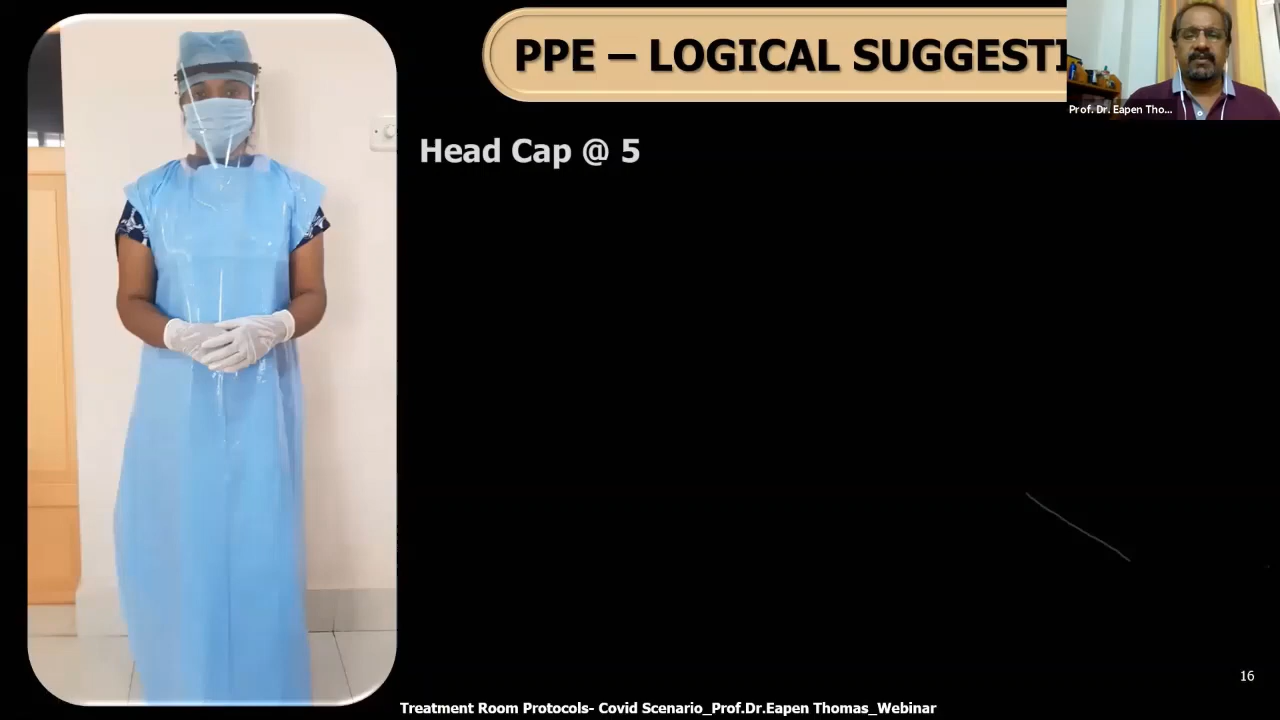 PPE – LOGICAL SUGGESTI
Prof. Dr. Eapen Tho...
Head Cap @ 5
16
Treatment Room Protocols- Covid Scenario_Prof.Dr.Eapen Thomas_Webinar